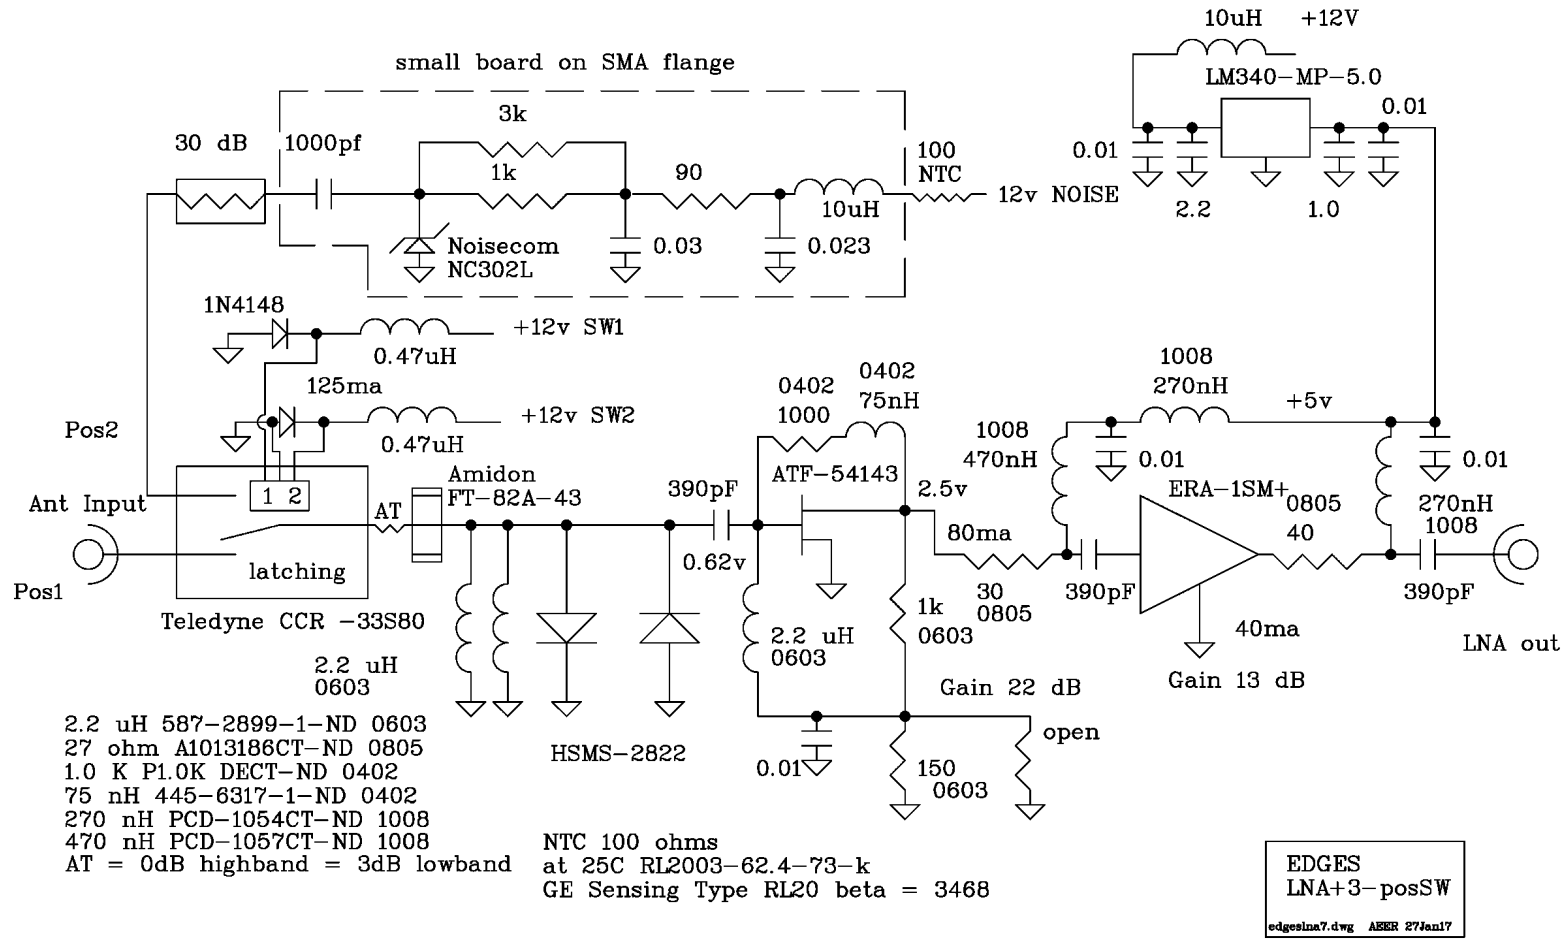 10uH +12V
small board on SMA flange
LM340-MP-5.0
3k
0.01
30 dB
1000pf
100
NTC
0.01
1k
90
12v NOISE
10uH
2.2
1.0
Noisecom
NC302L
0.03
0.023
1N4148
+12v SW1
0.47uH
125ma
+12v SW2
0.47uH
Pos2
0402
1000
0402
75nH
1008
270nH
+5v
1008
470nH
0.01
0.01
Ant Input
1 2
AT
Amidon
FT-82A-43
390pF
ATF-54143
2.5v
ERA-1SM+
0805
40
270nH
1008
80ma
0.62v
latching
Pos1
30
0805
390pF
390pF
Teledyne CCR -33S80
1k
0603
40ma
LNA out
2.2 uH
0603
2.2 uH
0603
Gain 22 dB
Gain 13 dB
open
HSMS-2822
0.01
150
0603
2.2 uH 587-2899-1-ND 0603
27 ohm A1013186CT-ND 0805
1.0 K P1.0K DECT-ND 0402
75 nH 445-6317-1-ND 0402
270 nH PCD-1054CT-ND 1008
470 nH PCD-1057CT-ND 1008
AT = 0dB highband = 3dB lowband
NTC 100 ohms
at 25C RL2003-62.4-73-k
GE Sensing Type RL20 beta = 3468
EDGES
LNA+3-posSW
edgeslna7.dwg AEER 27Jan17